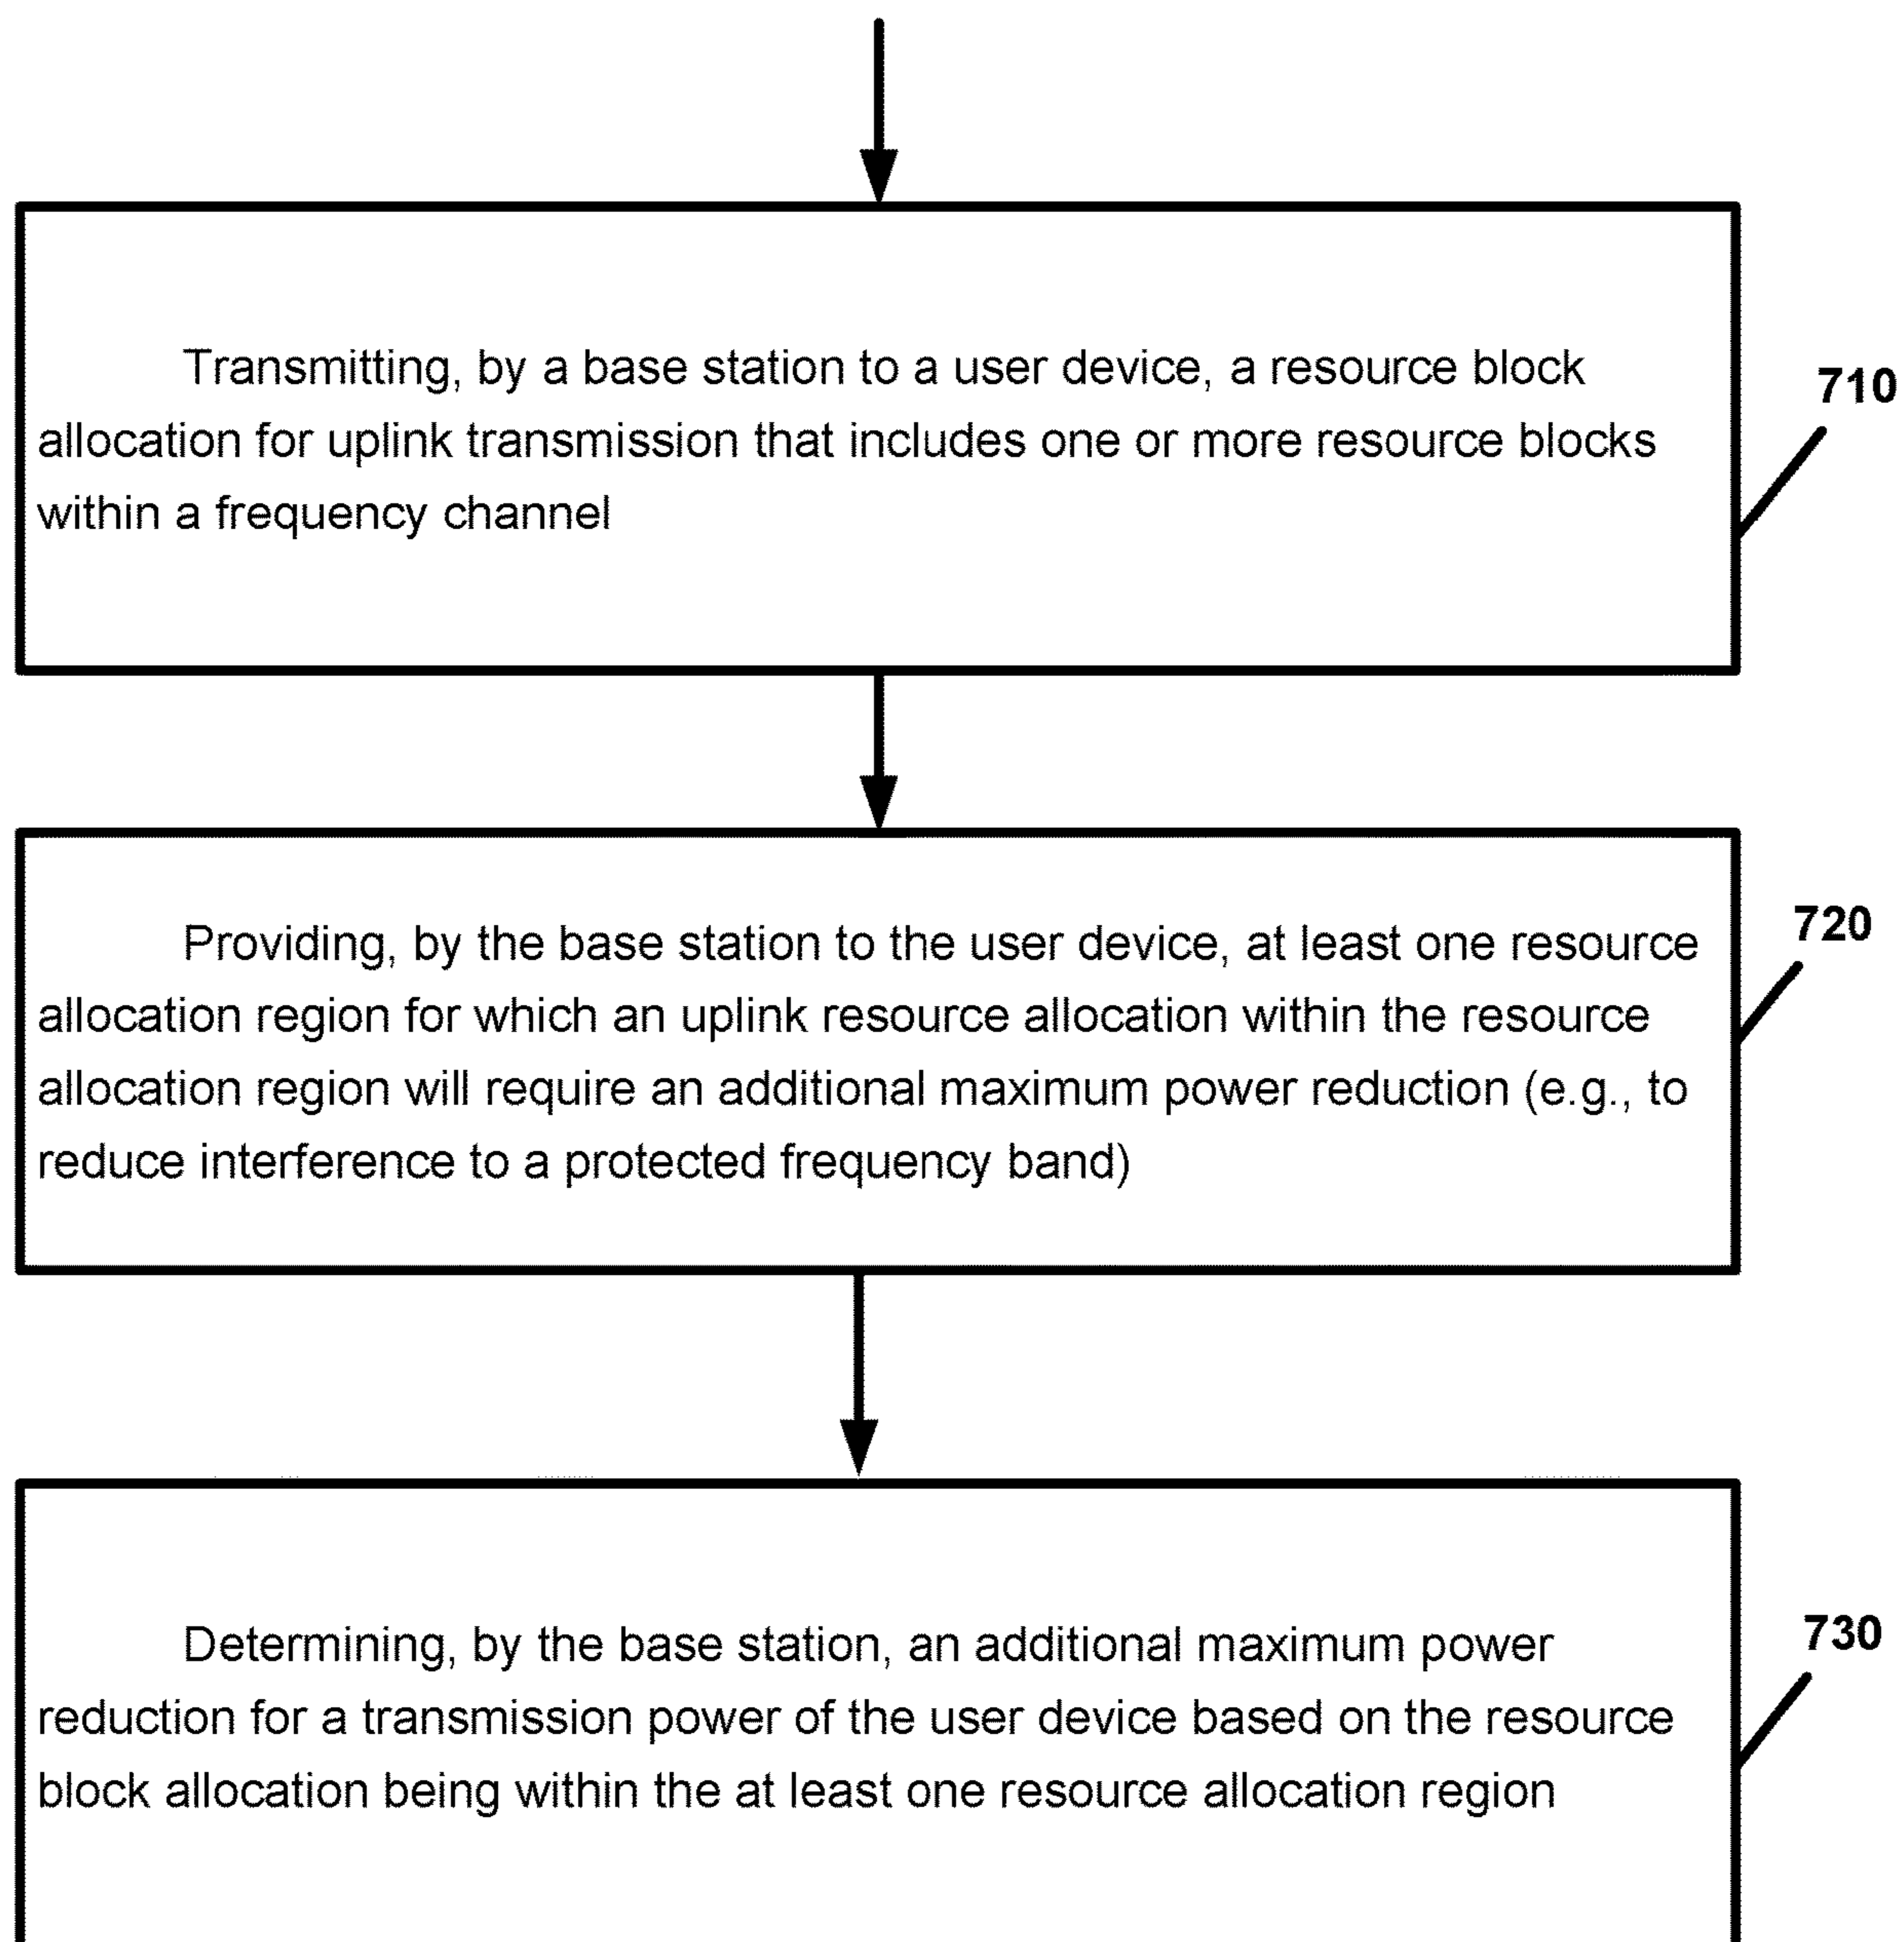 Transmitting, by a base station to a user device, a resource block
allocation for uplink transmission that includes one or more resource blocks
within a frequency channel
710
Providing, by the base station to the user device, at least one resource
allocation region for which an uplink resource allocation within the resource
allocation region will require an additional maximum power reduction (e.g., to
reduce interference to a protected frequency band)
720
Determining, by the base station, an additional maximum power
reduction for a transmission power of the user device based on the resource
block allocation being within the at least one resource allocation region
730